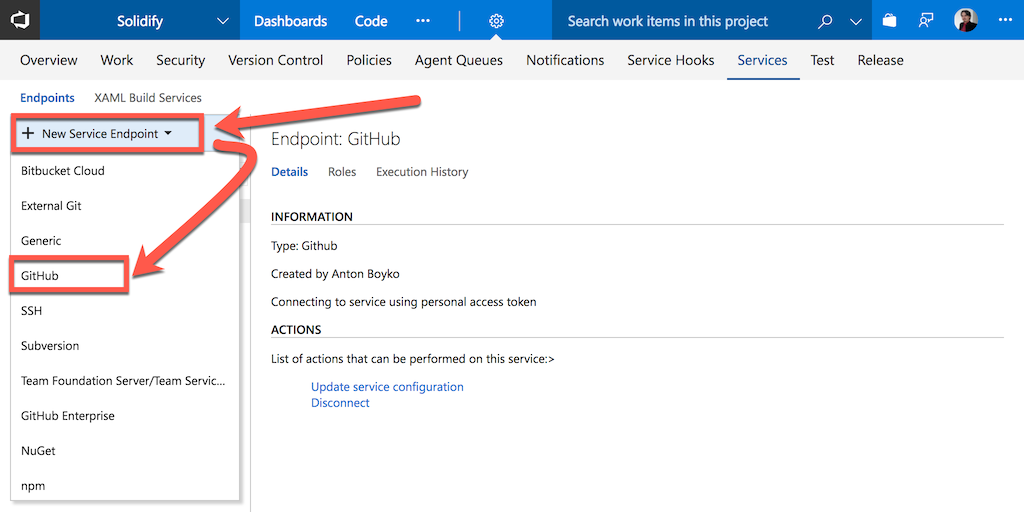 Solidify Dashboards Code ••• Search work items in this project •••
Overview Work Security Version Control Policies Agent Queues Notifications Service Hooks Services Test Release
Endpoints XAML Build Services
+ New Service Endpoint
Bitbucket Cloud
External Git
Generic
GitHub
SSH
Subversion
Team Foundation Server/Team Servic...
GitHub Enterprise
NuGet
npm
Endpoint: GitHub
Details Roles Execution History
INFORMATION
Type: Github
Created by Anton Boyko
Connecting to service using personal access token
ACTIONS
List of actions that can be performed on this service:>
Update service configuration
Disconnect